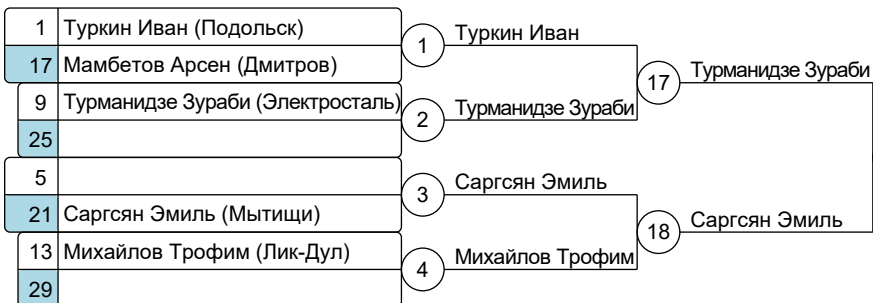 1 Туркин Иван (Подольск)
17 Мамбетов Арсен (Дмитров)
9 Турманидзе Зураби (Электросталь)
25
5
21 Саргсян Эмиль (Мытищи)
13 Михайлов Трофим (Лик-Дул)
29
1 Туркин Иван
2 Турманидзе Зураби
3 Саргсян Эмиль
4 Михайлов Трофим
17 Турманидзе Зураби
18 Саргсян Эмиль